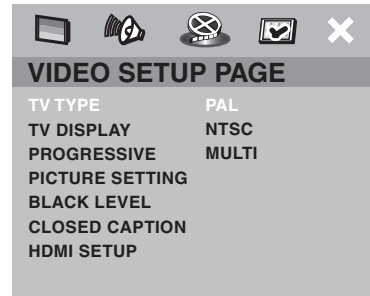 VIDEO SETUP PAGE
TV TYPE PAL
TV DISPLAY NTSC
PROGRESSIVE MULTI
PICTURE SETTING
BLACK LEVEL
CLOSED CAPTION
HDMI SETUP